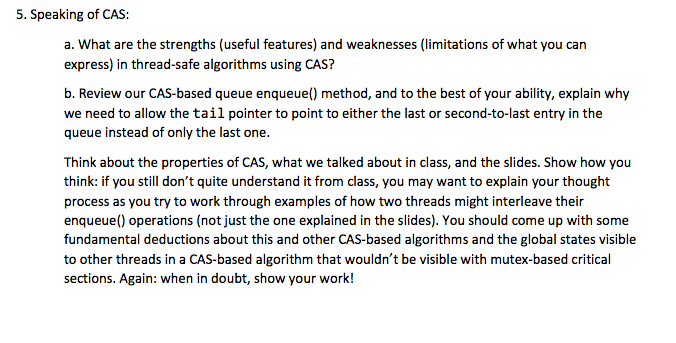 5. Speaking of CAS:
a. What are the strengths (useful features) and weaknesses (limitations of what you can
express) in thread-safe algorithms using CAS?
b. Review our CAS-based queue enqueue() method, and to the best of your ability, explain why
we need to allow the tail pointer to point to either the last or second-to-last entry in the
queue instead of only the last one.
Think about the properties of CAS, what we talked about in class, and the slides. Show how you
think: if you still don't quite understand it from class, you may want to explain your thought
process as you try to work through examples of how two threads might interleave their
enqueue() operations (not just the one explained in the slides). You should come up with some
fundamental deductions about this and other CAS-based algorithms and the global states visible
to other threads in a CAS-based algorithm that wouldn't be visible with mutex-based critical
sections. Again: when in doubt, show your work!